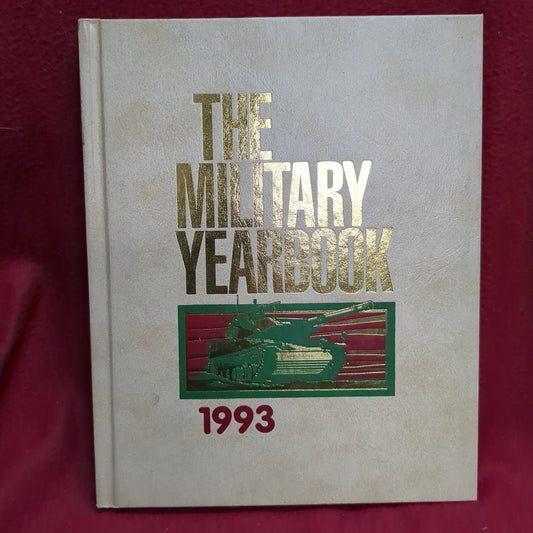 THE
MILITARY
YEARBOOK
1993